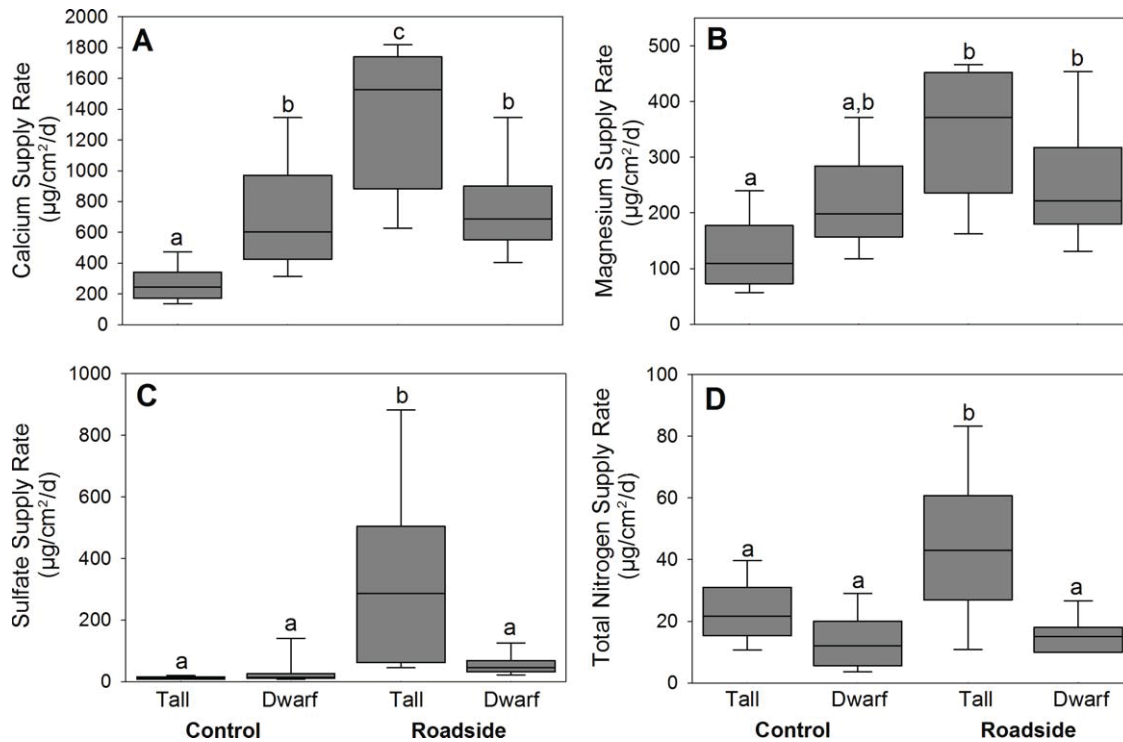 A
Calcium Supply Rate
(µg/cm²/d)
2000
1800
1600
1400
1200
1000
800
600
400
200
0
a
b
c
b
B
Magnesium Supply Rate
(µg/cm²/d)
500
400
300
200
100
0
a
a,b
b
b
C
Sulfate Supply Rate
(µg/cm²/d)
1000
800
600
400
200
0
a
a
b
a
Tall Dwarf Tall Dwarf
Control Roadside
D
Total Nitrogen Supply Rate
(µg/cm²/d)
100
80
60
40
20
0
a
a
b
a
Tall Dwarf Tall Dwarf
Control Roadside